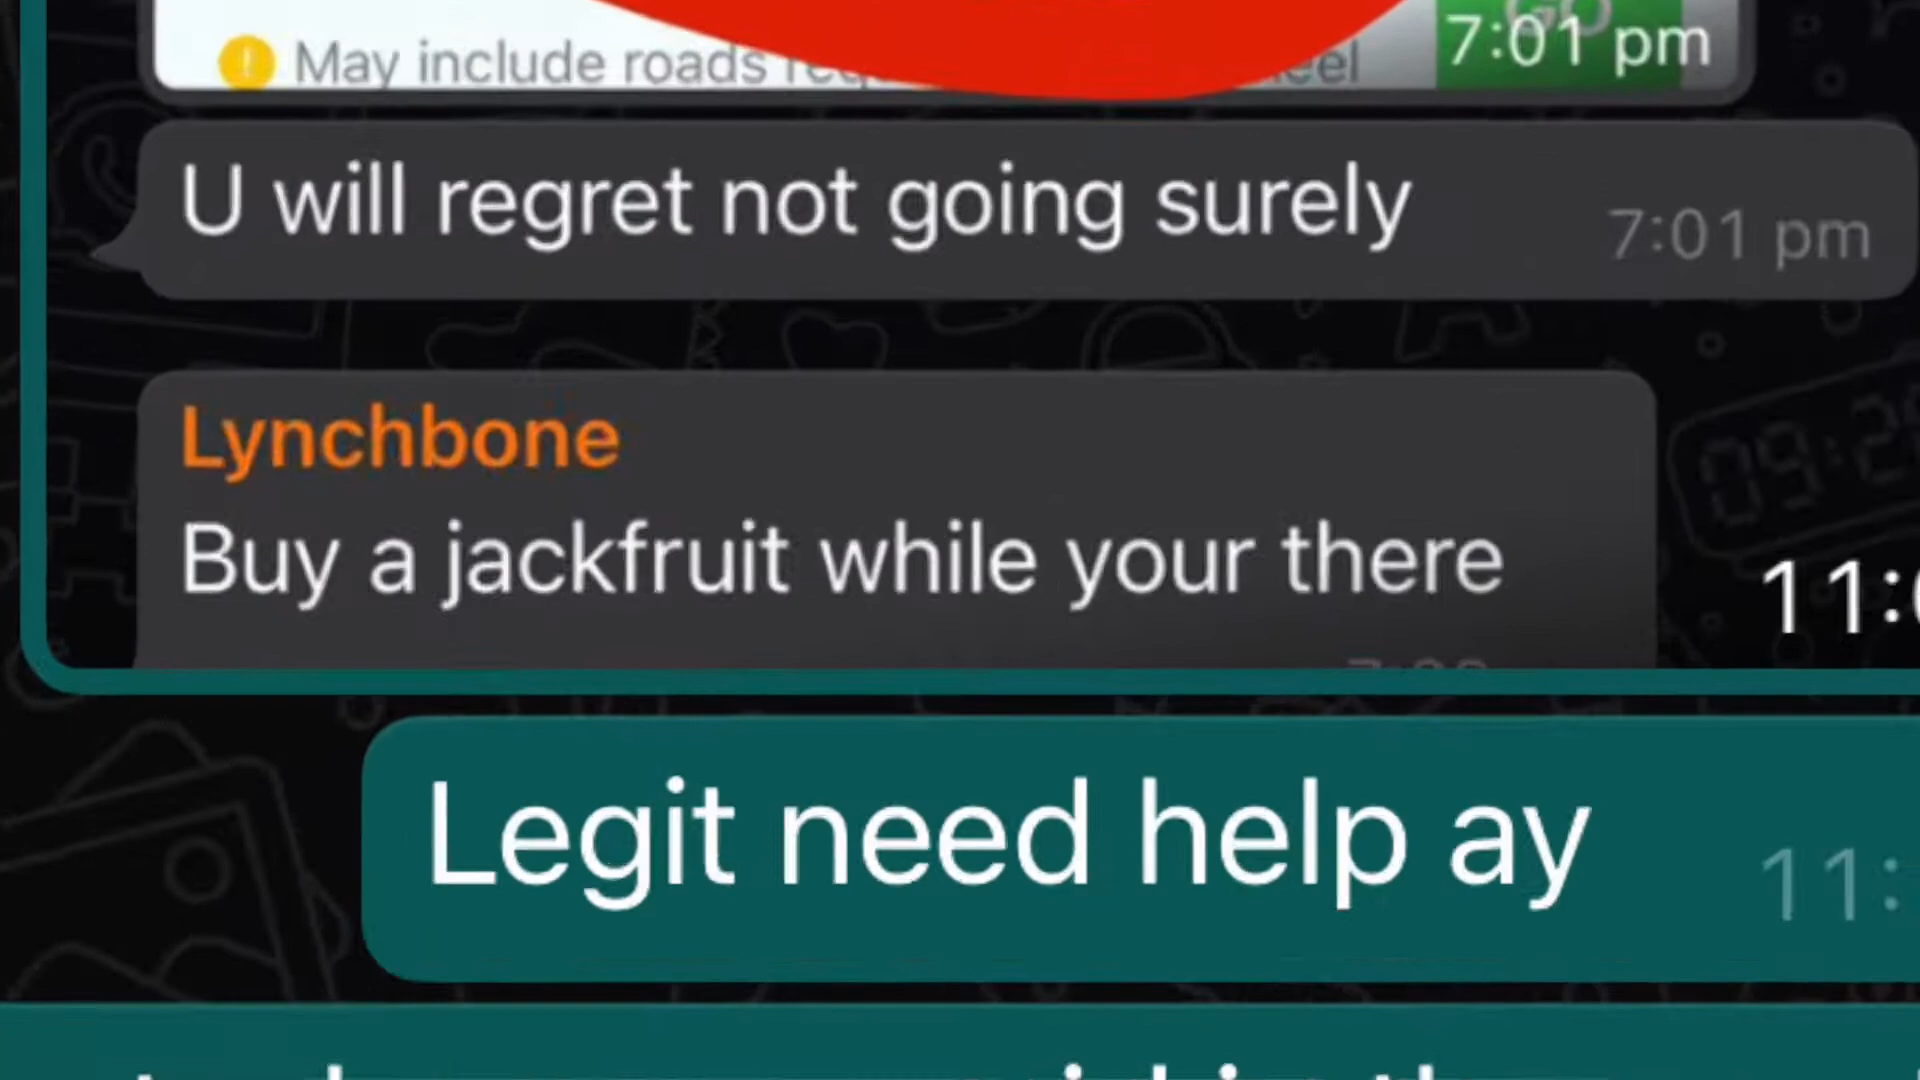 GO
May include roads
7:01 pm
U will regret not going surely
7:01 pm
Lynchbone
Buy a jackfruit while your there
Legit need help ay